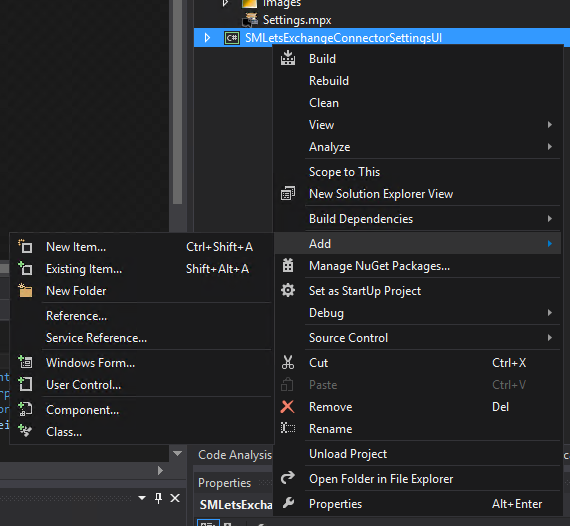 Images
Settings.mpx
C# SMLetsExchangeConnectorSettingsUI
Build
Rebuild
Clean
View
Analyze
Scope to This
New Solution Explorer View
Build Dependencies
Add
Manage NuGet Packages...
Set as StartUp Project
Debug
Source Control
Cut Ctrl+X
Paste Ctrl+V
Remove Del
Rename
Unload Project
Open Folder in File Explorer
Properties Alt+Enter
New Item... Ctrl+Shift+A
Existing Item... Shift+Alt+A
New Folder
Reference...
Service Reference...
Windows Form...
User Control...
Component...
Class...
Code Analysis
Properties
SMLetsExcha